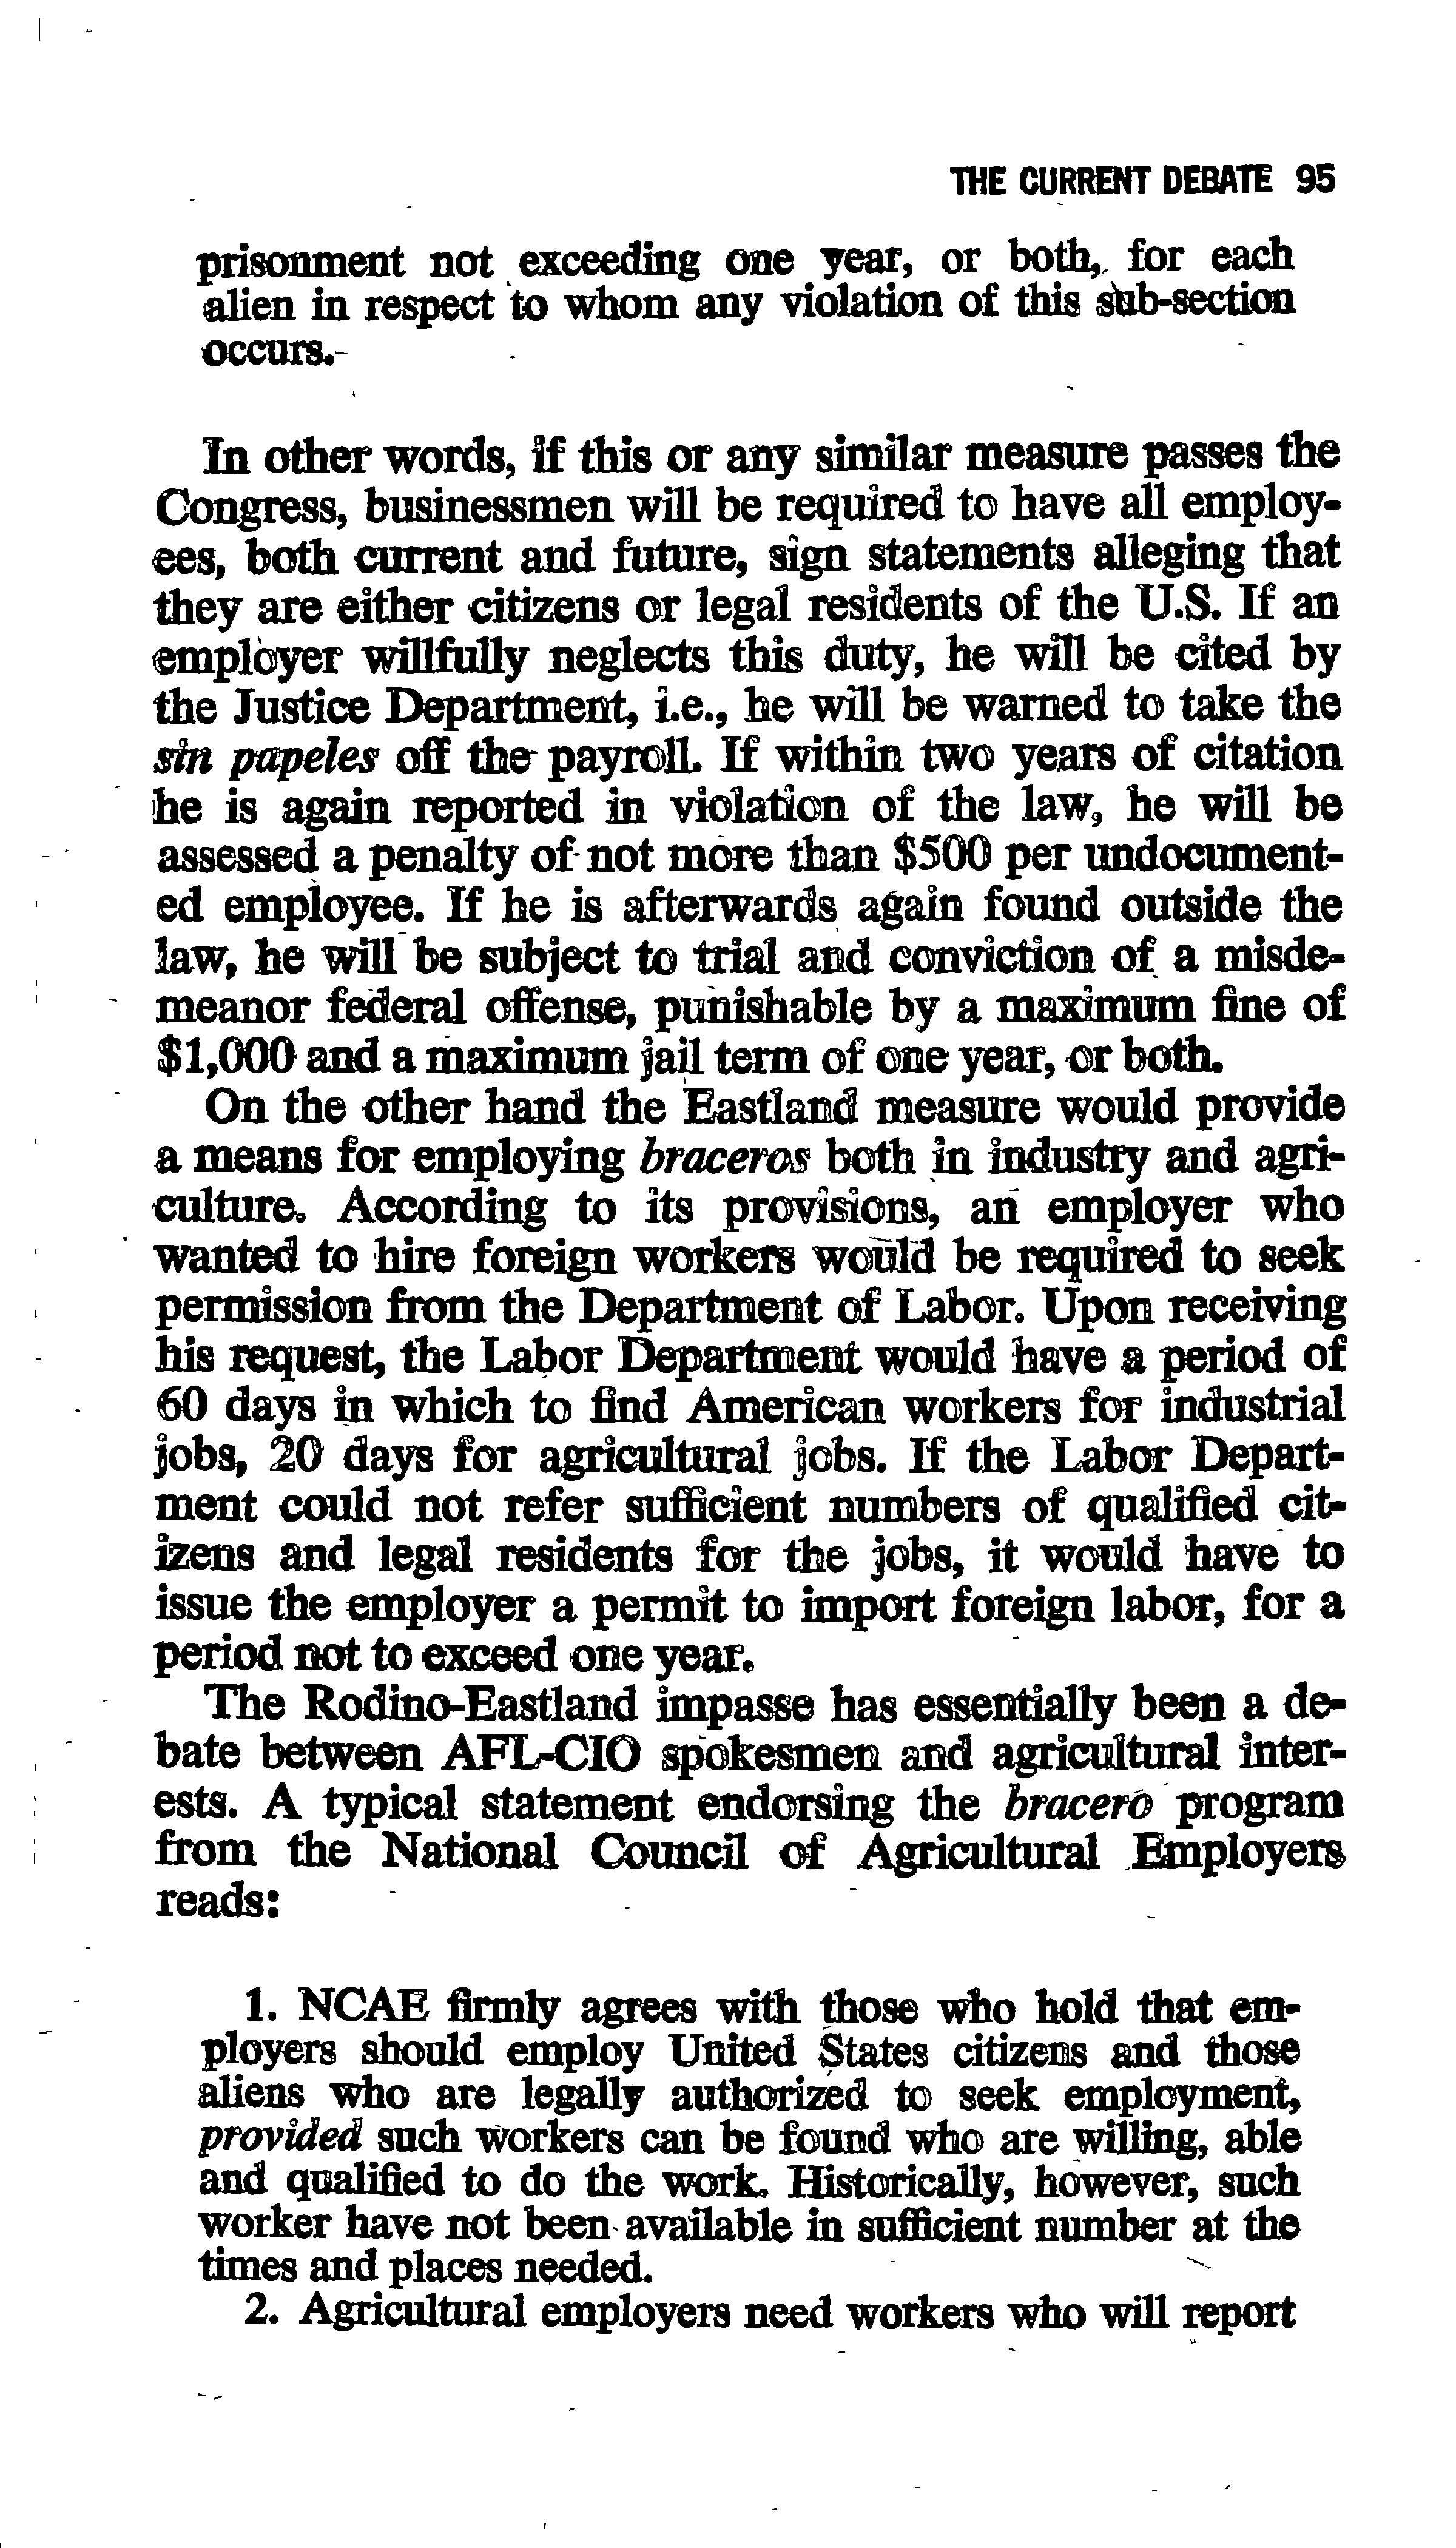 THE CURRENT DEBATE 95
prisonment not exceeding one year, or both, for each
alien in respect to whom any violation of this sub-section
occurs.
In other words, if this or any similar measure passes the
Congress, businessmen will be required to have all employ-
ees, both current and future, sign statements alleging that
they are either citizens or legal residents of the U.S. If an
employer willfully neglects this duty, he will be cited by
the Justice Department, i.e., he will be warned to take the
sin papeles off the payroll. If within two years of citation
he is again reported in violation of the law, he will be
assessed a penalty of not more than $500 per undocument-
ed employee. If he is afterwards again found outside the
law, he will be subject to trial and conviction of a misde-
meanor federal offense, punishable by a maximum fine of
$1,000 and a maximum jail term of one year, or both.
On the other hand the Eastland measure would provide
a means for employing braceros both in industry and agri-
culture. According to its provisions, an employer who
wanted to hire foreign workers would be required to seek
permission from the Department of Labor. Upon receiving
his request, the Labor Department would have a period of
60 days in which to find American workers for industrial
jobs, 20 days for agricultural jobs. If the Labor Depart-
ment could not refer sufficient numbers of qualified cit-
izens and legal residents for the jobs, it would have to
issue the employer a permit to import foreign labor, for a
period not to exceed one year.
The Rodino-Eastland impasse has essentially been a de-
bate between AFL-CIO spokesmen and agricultural inter-
ests. A typical statement endorsing the bracero program
from the National Council of Agricultural Employers
reads:
1. NCAE firmly agrees with those who hold that em-
ployers should employ United States citizens and those
aliens who are legally authorized to seek employment,
provided such workers can be found who are willing, able
and qualified to do the work. Historically, however, such
worker have not been available in sufficient number at the
times and places needed.
2. Agricultural employers need workers who will report